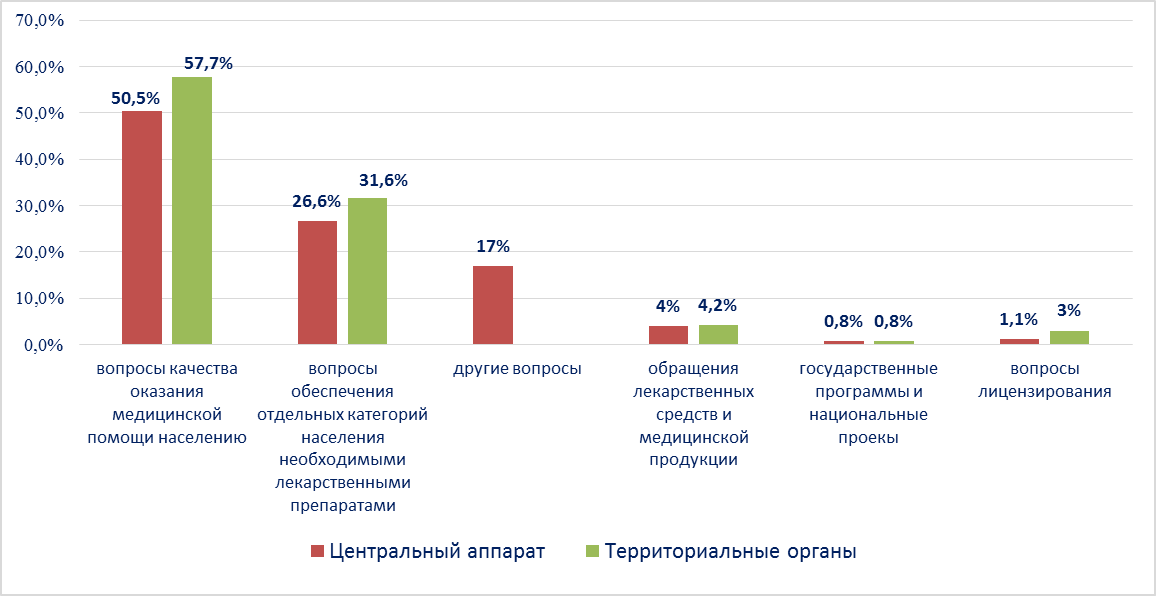 70,0%
60,0%
50,0%
40,0%
30,0%
20,0%
10,0%
0,0%
50,5%
57,7%
26,6%
31,6%
17%
4%
4,2%
0,8%
0,8%
1,1%
3%
вопросы качества
оказания
медицинской
помощи населению
вопросы
обеспечения
отдельных категорий
населения
необходимыми
лекарственными
препаратами
другие вопросы
обращения
лекарственных
средств и
медицинской
продукции
государственные
программы и
национальные
проекы
вопросы
лицензирования
Центральный аппарат
Территориальные органы